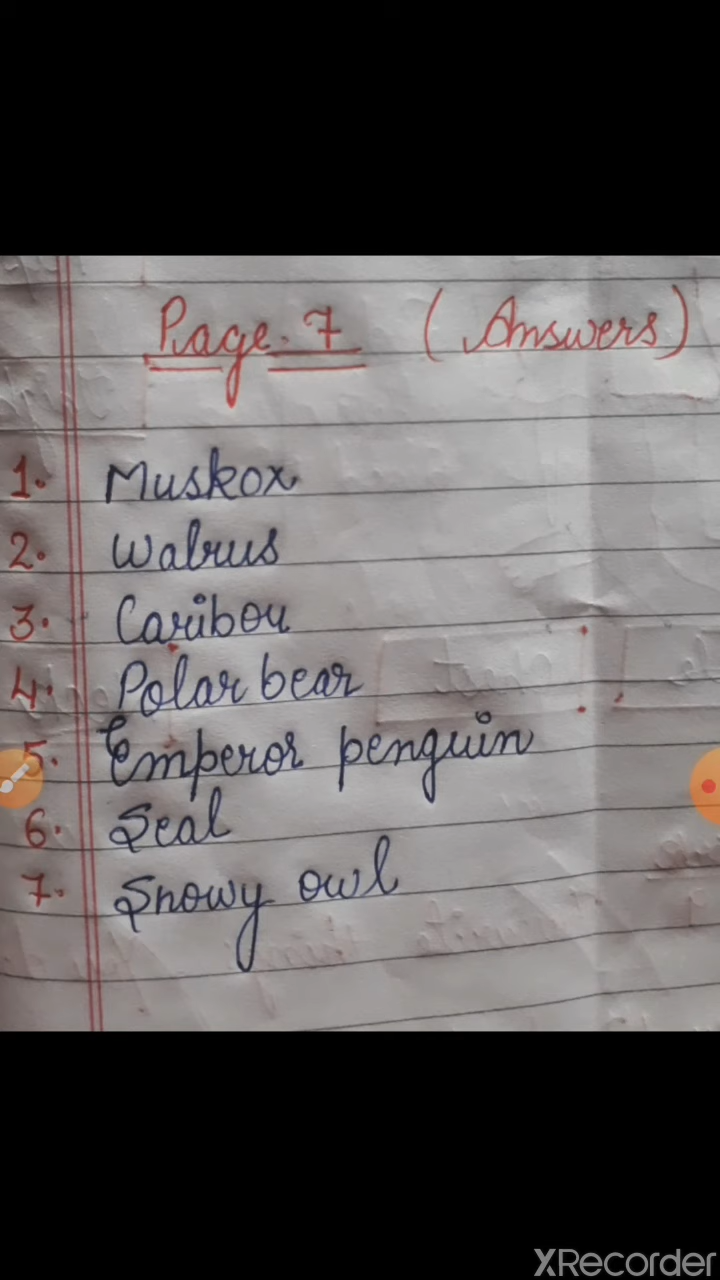 Page. 7 (Answers)
1. Muskox
2. Walrus
3. Caribou
4. Polar bear
5. Emperor penguin
6. Seal
7. Snowy owl
XRecorder